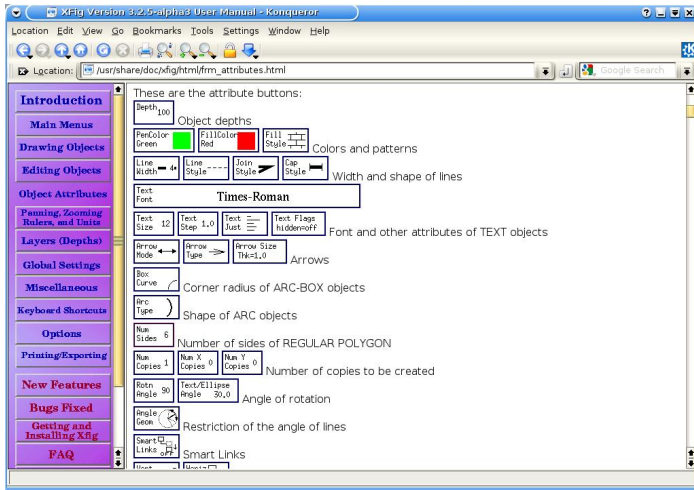 XFig Version 3.2.5-alpha3 User Manual - Konqueror
Location Edit View Go Bookmarks Tools Settings Window Help
Location: /usr/share/doc/xfig/html/frm_attributes.html
Google Search
Introduction
Main Menus
Drawing Objects
Editing Objects
Object Attributes
Panning, Zooming
Rulers, and Units
Layers (Depths)
Global Settings
Miscellaneous
Keyboard Shortcuts
Options
Printing/Exporting
New Features
Bugs Fixed
Getting and
Installing Xfig
FAQ
These are the attribute buttons:
Depth 100 Object depths
PenColor Green FillColor Red Fill Style Colors and patterns
Line Width 4 Line Style Join Style Cap Style Width and shape of lines
Text Font Times-Roman
Text Size 12 Text Step 1.0 Text Just Text Flags hidden=off Font and other attributes of TEXT objects
Arrow Mode Arrow Type Arrow Size Thk=1.0 Arrows
Box Curve Corner radius of ARC-BOX objects
Arc Type Shape of ARC objects
Num Sides 6 Number of sides of REGULAR POLYGON
Num Copies 1 Num X Copies 0 Num Y Copies 0 Number of copies to be created
Rotn Angle 90 Text/Ellipse Angle 30.0 Angle of rotation
Angle Geom Restriction of the angle of lines
Smart Links OFF Smart Links